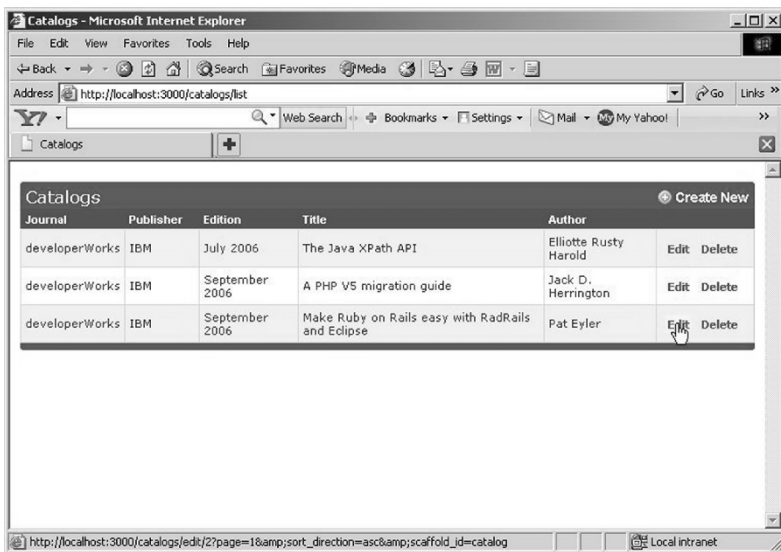 Catalogs - Microsoft Internet Explorer
File Edit View Favorites Tools Help
Back Search Favorites Media
Address http://localhost:3000/catalogs/list Go Links »
Y7 Web Search Bookmarks Settings Mail My My Yahoo! »
Catalogs
Catalogs Create New
Journal Publisher Edition Title Author
developerWorks IBM July 2006 The Java XPath API Elliotte Rusty
Harold Edit Delete
developerWorks IBM September
2006 A PHP V5 migration guide Jack D.
Herrington Edit Delete
developerWorks IBM September
2006 Make Ruby on Rails easy with RadRails
and Eclipse Pat Eyler Edit Delete
http://localhost:3000/catalogs/edit/2?page=1&amp;sort_direction=asc&amp;scaffold_id=catalog Local intranet